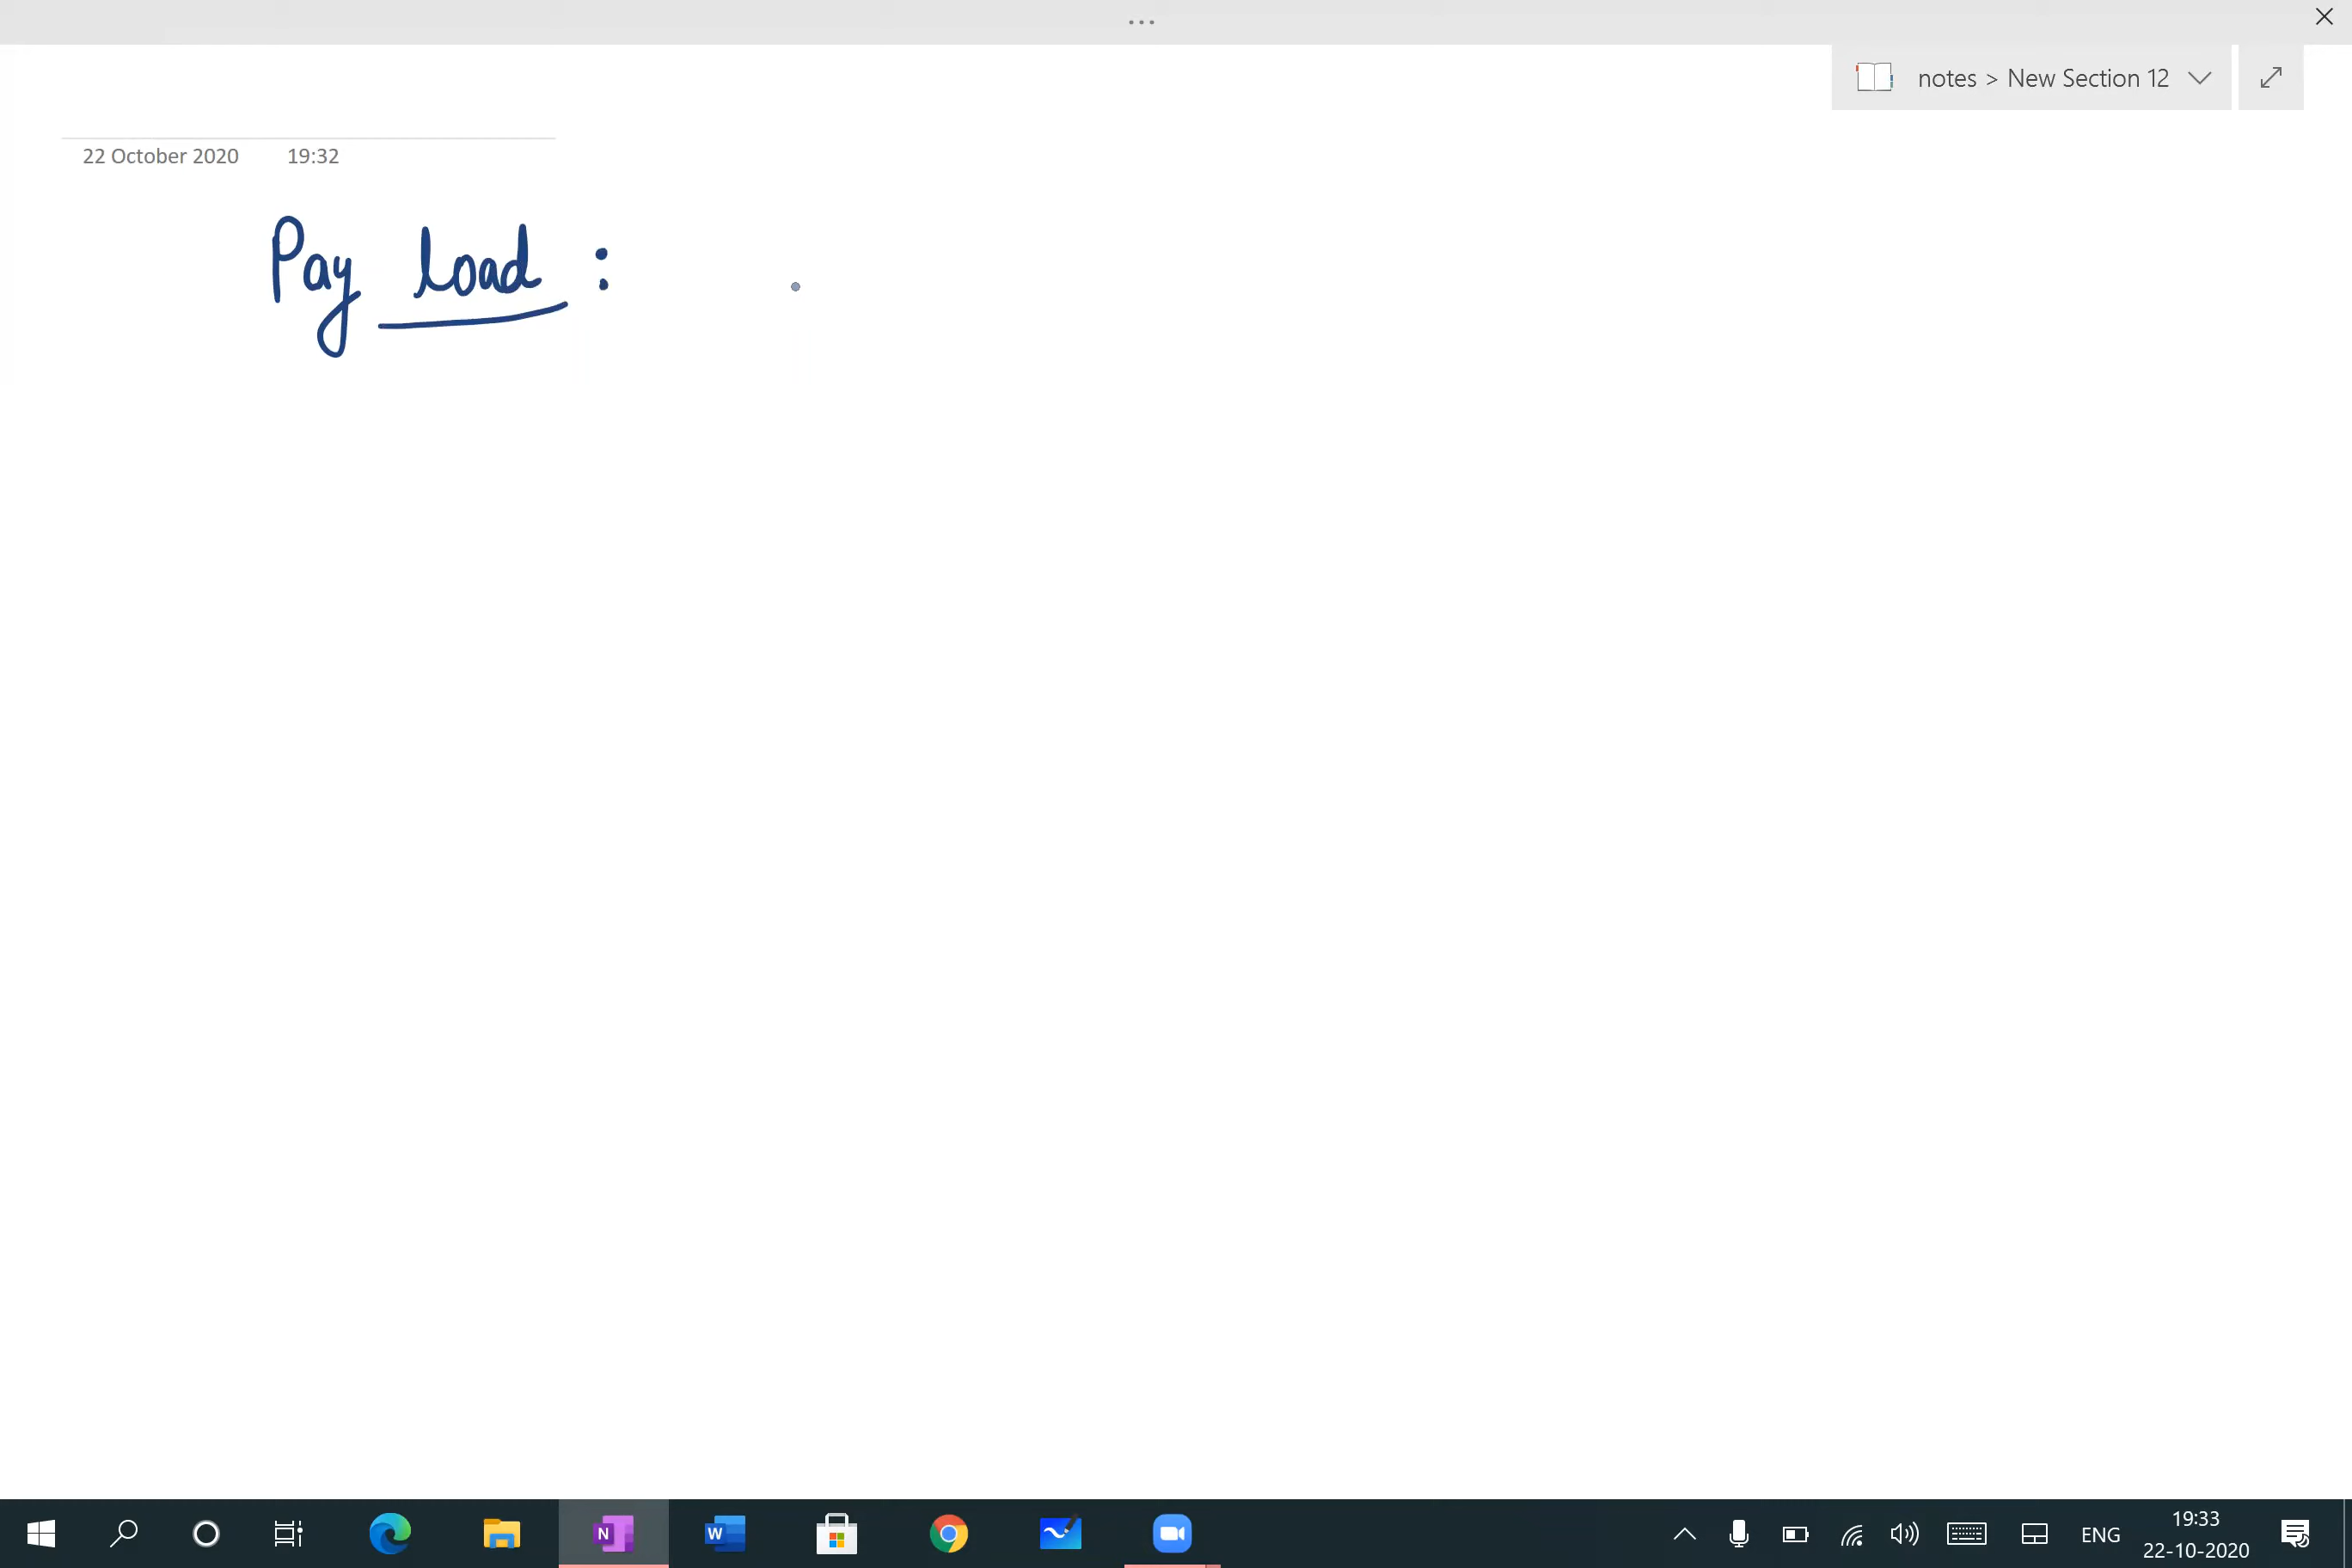 notes > New Section 12
22 October 2020 19:32
Pay load :
ENG
19:33
22-10-2020